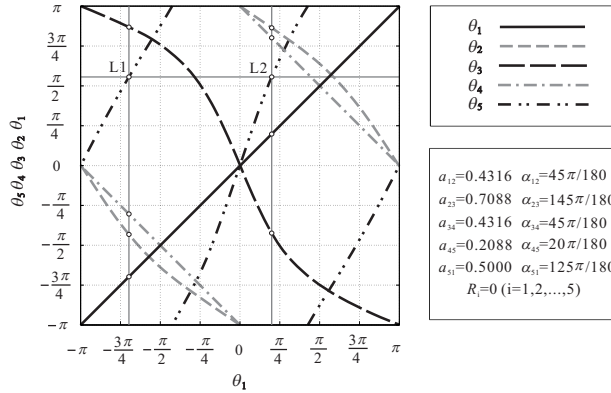 π
3π/4
π/2
π/4
0
−π/4
−π/2
−3π/4
−π
θ₅ θ₄ θ₃ θ₂ θ₁
L1
L2
−π −3π/4 −π/2 −π/4 0 π/4 π/2 3π/4 π
θ₁
θ₁
θ₂
θ₃
θ₄
θ₅
a₁₂=0.4316 α₁₂=45π/180
a₂₃=0.7088 α₂₃=145π/180
a₃₄=0.4316 α₃₄=45π/180
a₄₅=0.2088 α₄₅=20π/180
a₅₁=0.5000 α₅₁=125π/180
Rᵢ=0 (i=1,2,...,5)